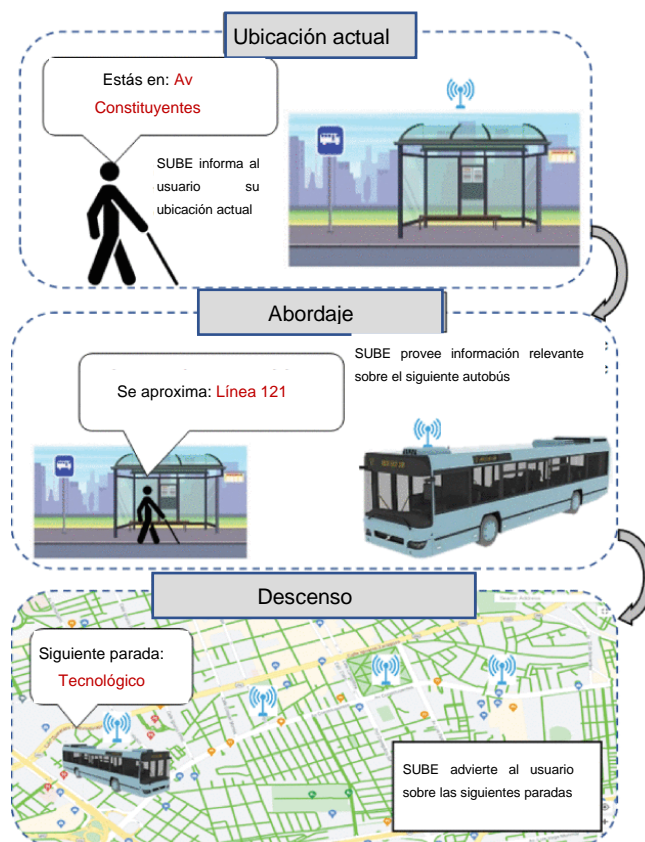 Ubicación actual
Estás en: Av
Constituyentes
SUBE informa al
usuario su
ubicación actual
Abordaje
SUBE provee información relevante
sobre el siguiente autobús
Se aproxima: Línea 121
Descenso
Siguiente parada:
Tecnológico
SUBE advierte al usuario
sobre las siguientes paradas